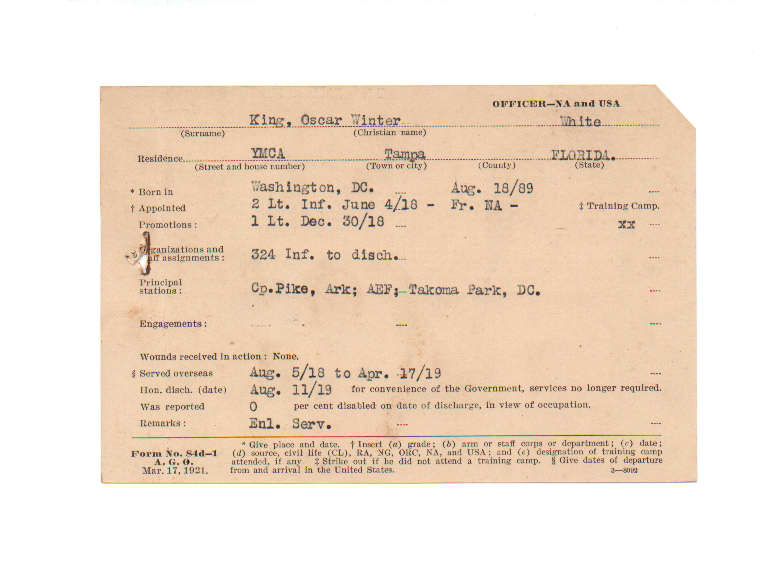 OFFICER—NA and USA
King, Oscar Winter White
(Surname) (Christian name)
Residence YMCA Tampa FLORIDA.
(Street and house number) (Town or city) (County) (State)
* Born in Washington, DC. Aug. 18/89
† Appointed 2 Lt. Inf. June 4/18 - Fr. NA - ‡ Training Camp.
Promotions: 1 Lt. Dec. 30/18 xx
Organizations and
staff assignments: 324 Inf. to disch.
Principal
stations: Cp.Pike, Ark; AEF; Takoma Park, DC.
Engagements:
Wounds received in action: None.
§ Served overseas Aug. 5/18 to Apr. 17/19
Hon. disch. (date) Aug. 11/19 for convenience of the Government, services no longer required.
Was reported 0 per cent disabled on date of discharge, in view of occupation.
Remarks: Enl. Serv.
* Give place and date. † Insert (a) grade; (b) arm or staff corps or department; (c) date;
Form No. 84d—1 (d) source, civil life (CL), RA, NG, ORC, NA, and USA; and (e) designation of training camp
A. G. O. attended, if any ‡ Strike out if he did not attend a training camp. § Give dates of departure
Mar. 17, 1921. from and arrival in the United States. 3—8092